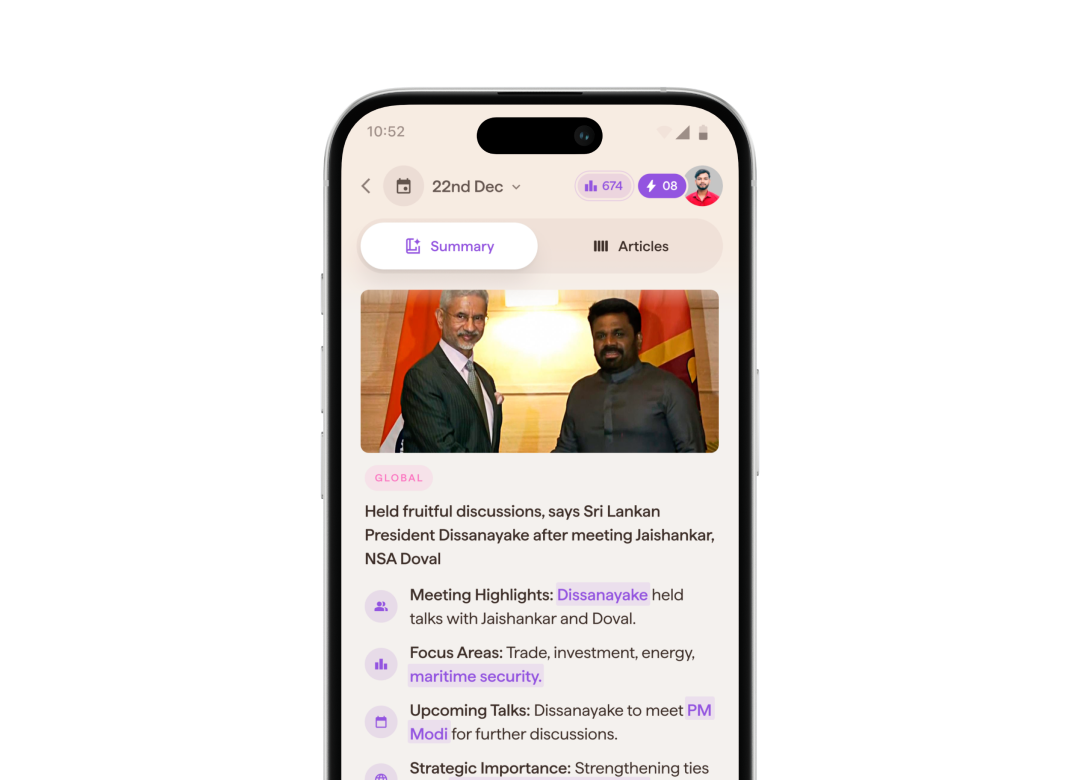 10:52
22nd Dec
674
08
Summary
Articles
GLOBAL
Held fruitful discussions, says Sri Lankan
President Dissanayake after meeting Jaishankar,
NSA Doval
Meeting Highlights: Dissanayake held
talks with Jaishankar and Doval.
Focus Areas: Trade, investment, energy,
maritime security.
Upcoming Talks: Dissanayake to meet PM
Modi for further discussions.
Strategic Importance: Strengthening ties